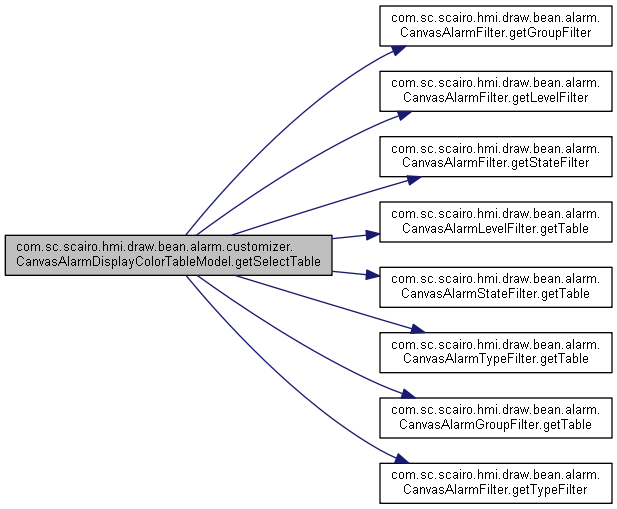 com.sc.scairo.hmi.draw.bean.alarm.customizer.
CanvasAlarmDisplayColorTableModel.getSelectTable
com.sc.scairo.hmi.draw.bean.alarm.
CanvasAlarmFilter.getGroupFilter
com.sc.scairo.hmi.draw.bean.alarm.
CanvasAlarmFilter.getLevelFilter
com.sc.scairo.hmi.draw.bean.alarm.
CanvasAlarmFilter.getStateFilter
com.sc.scairo.hmi.draw.bean.alarm.
CanvasAlarmLevelFilter.getTable
com.sc.scairo.hmi.draw.bean.alarm.
CanvasAlarmStateFilter.getTable
com.sc.scairo.hmi.draw.bean.alarm.
CanvasAlarmTypeFilter.getTable
com.sc.scairo.hmi.draw.bean.alarm.
CanvasAlarmGroupFilter.getTable
com.sc.scairo.hmi.draw.bean.alarm.
CanvasAlarmFilter.getTypeFilter